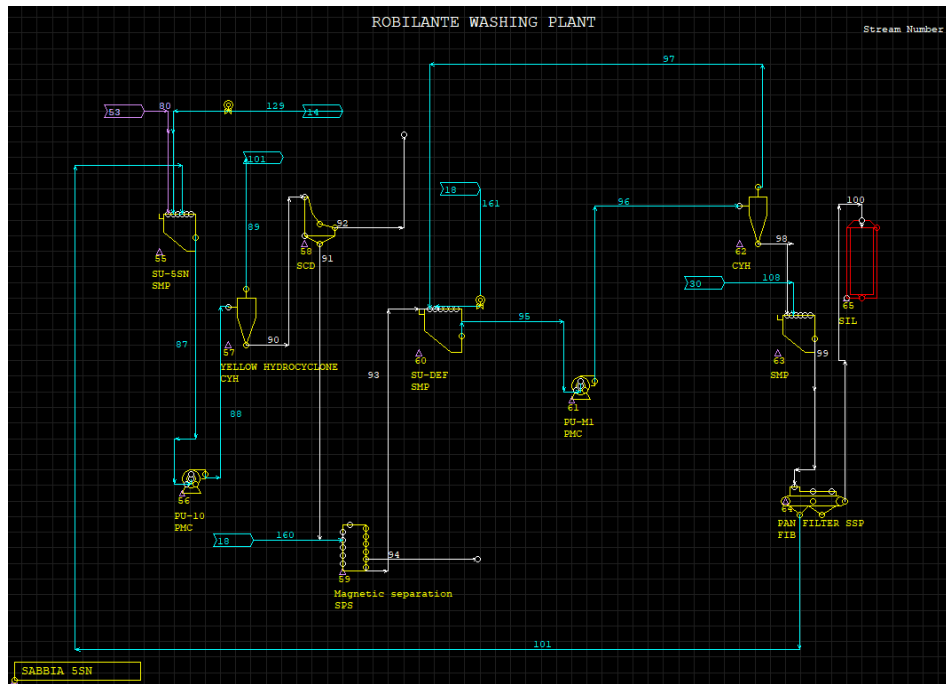 ROBILANTE WASHING PLANT
Stream Number
97
53
80
129
14
101
18
161
96
100
89
92
58
SCD
91
55
SU-5SN
SMP
62
CYH
98
30
108
65
SIL
87
57
90
YELLOW HYDROCYCLONE
CYH
88
93
60
SU-DEF
SMP
95
61
PU-M1
PMC
63
SMP
99
56
PU-10
PMC
64
PAN FILTER SSP
FIB
18
160
94
59
Magnetic separation
SPS
101
SABBIA 5SN